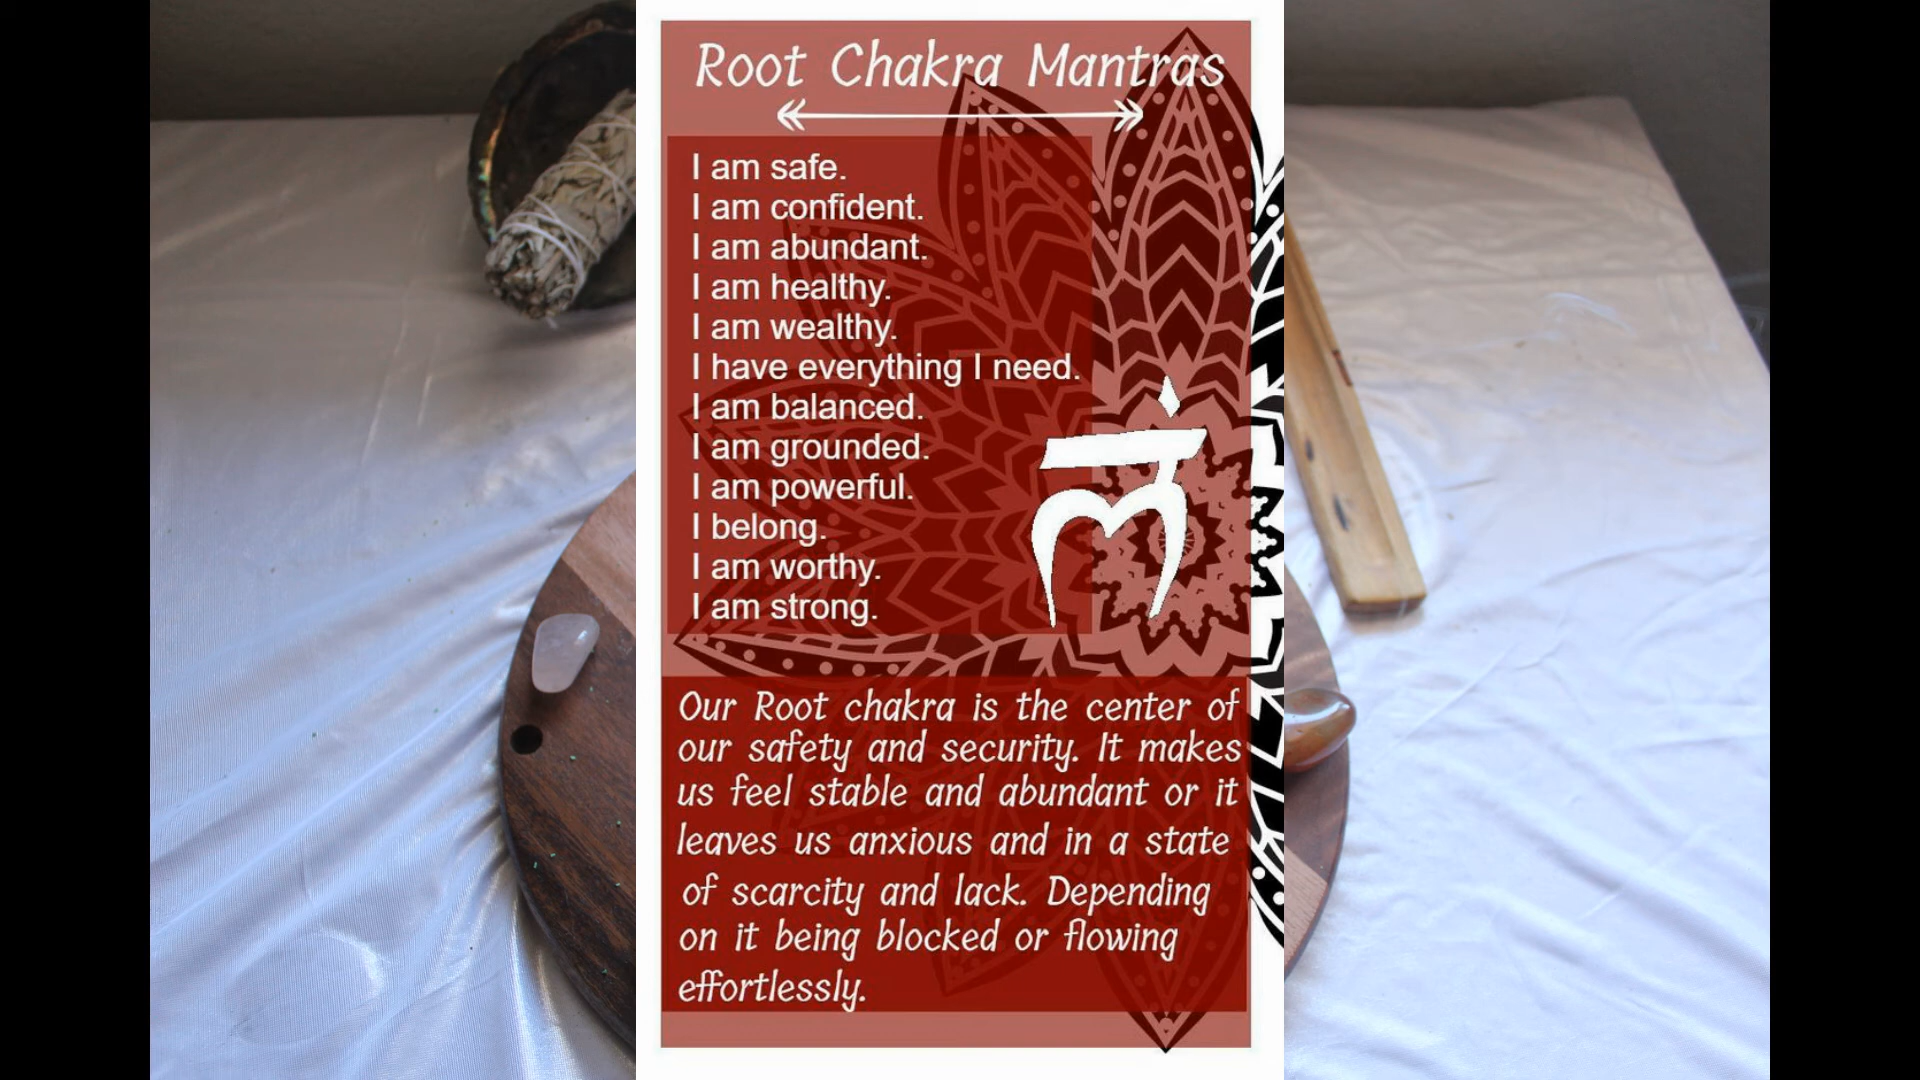 Root Chakra Mantras
I am safe.
I am confident.
I am abundant.
I am healthy.
I am wealthy.
I have everything I need.
I am balanced.
I am grounded.
I am powerful.
I belong.
I am worthy.
I am strong.
लं
Our Root chakra is the center of
our safety and security. It makes
us feel stable and abundant or it
leaves us anxious and in a state
of scarcity and lack. Depending
on it being blocked or flowing
effortlessly.